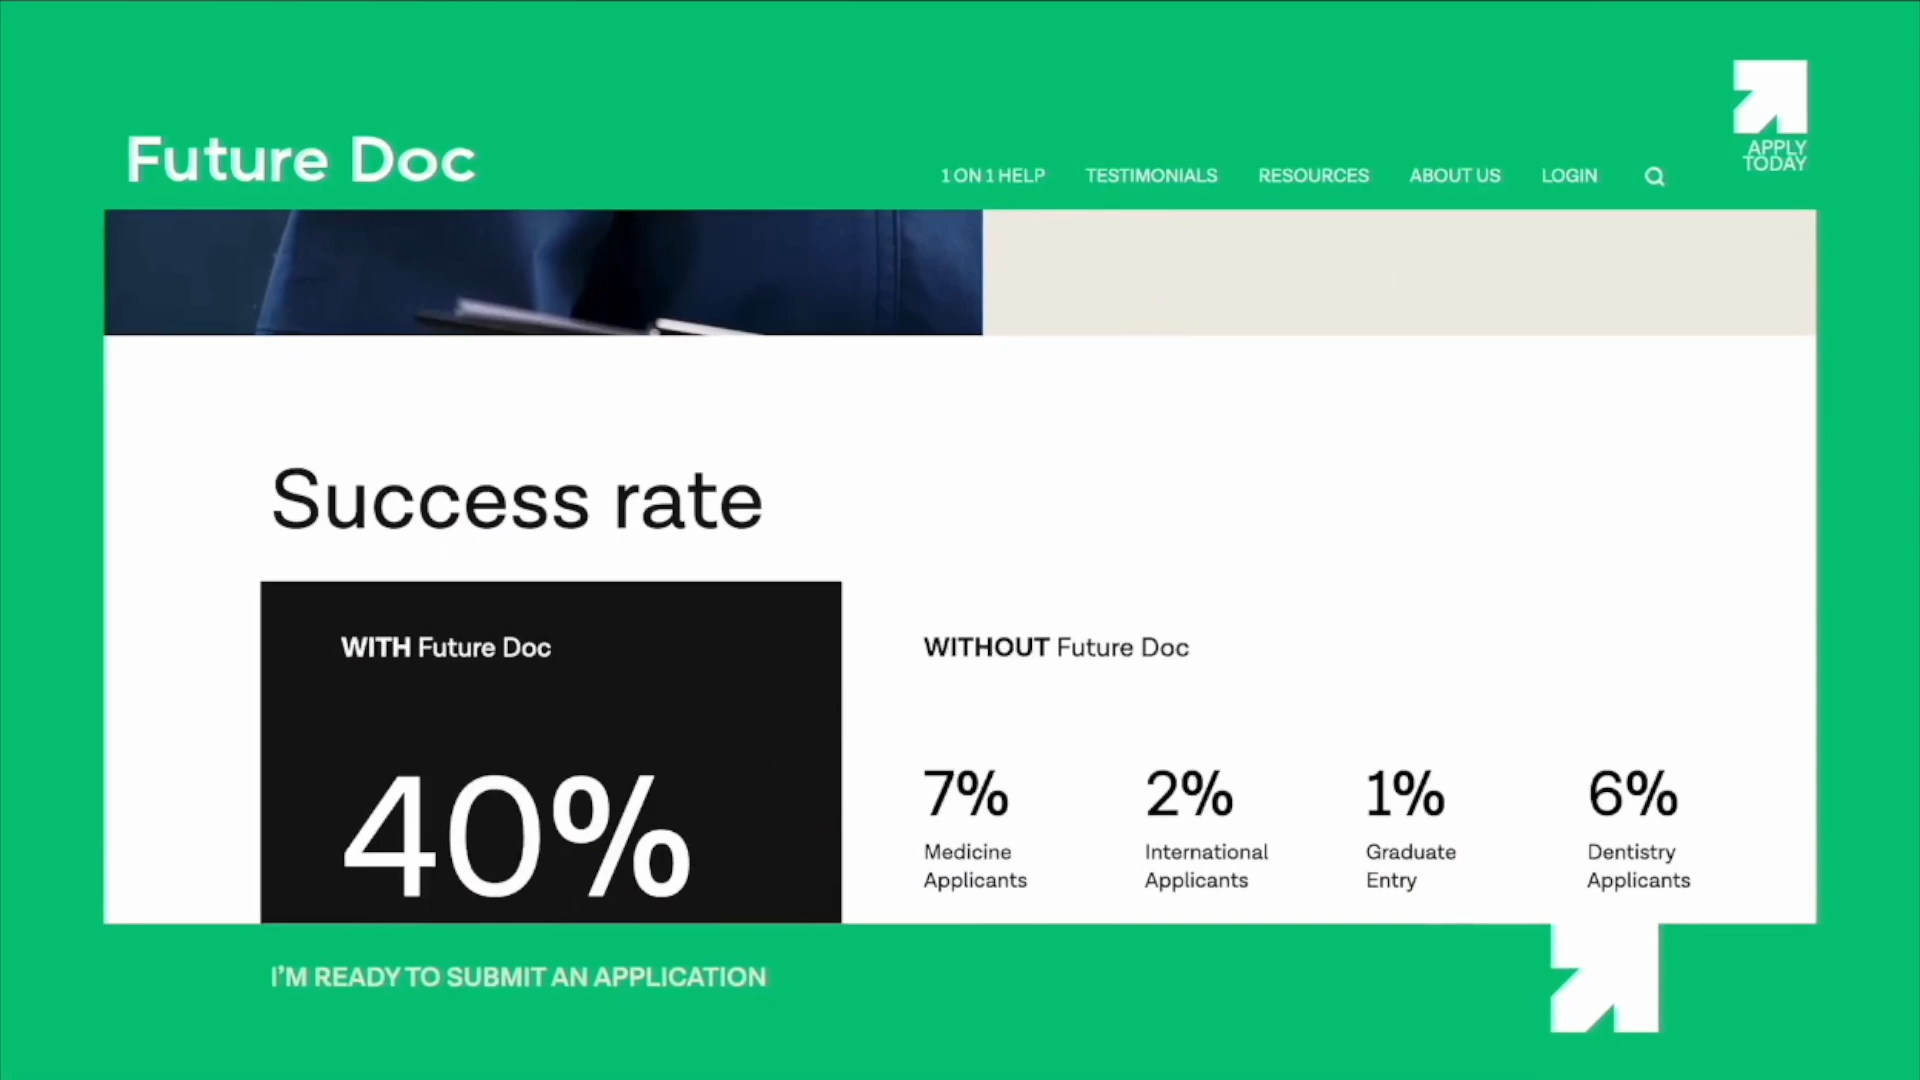 Future Doc
1 ON 1 HELP TESTIMONIALS RESOURCES ABOUT US LOGIN
APPLY
TODAY
Success rate
WITH Future Doc
40%
WITHOUT Future Doc
7% 2% 1% 6%
Medicine International Graduate Dentistry
Applicants Applicants Entry Applicants
I'M READY TO SUBMIT AN APPLICATION